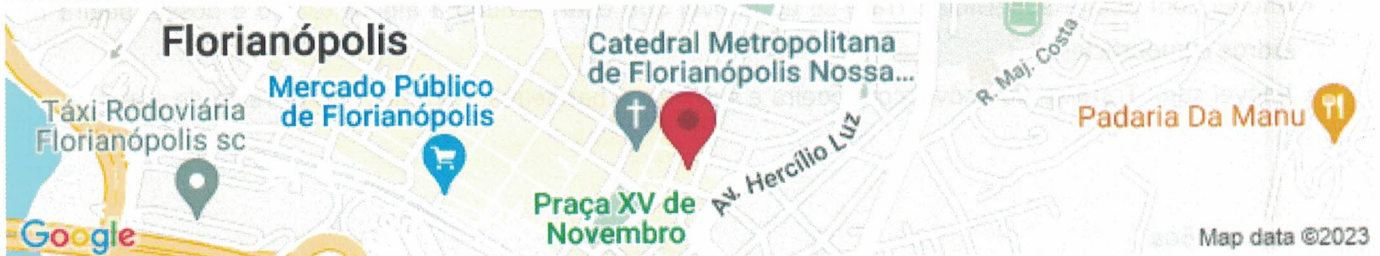 Florianópolis
Catedral Metropolitana
de Florianópolis Nossa...
R. Maj. Costa
Mercado Público
de Florianópolis
Táxi Rodoviária
Florianópolis sc
Padaria Da Manu
Av. Hercílio Luz
Praça XV de
Novembro
Google
Map data ©2023